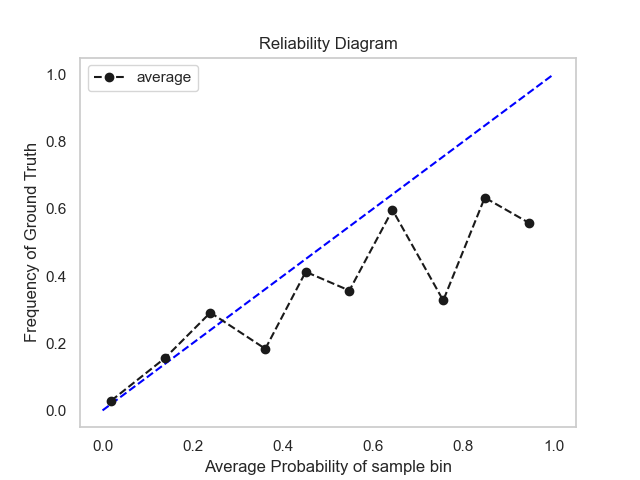 Reliability Diagram
average
Frequency of Ground Truth
1.0
0.8
0.6
0.4
0.2
0.0
0.0 0.2 0.4 0.6 0.8 1.0
Average Probability of sample bin